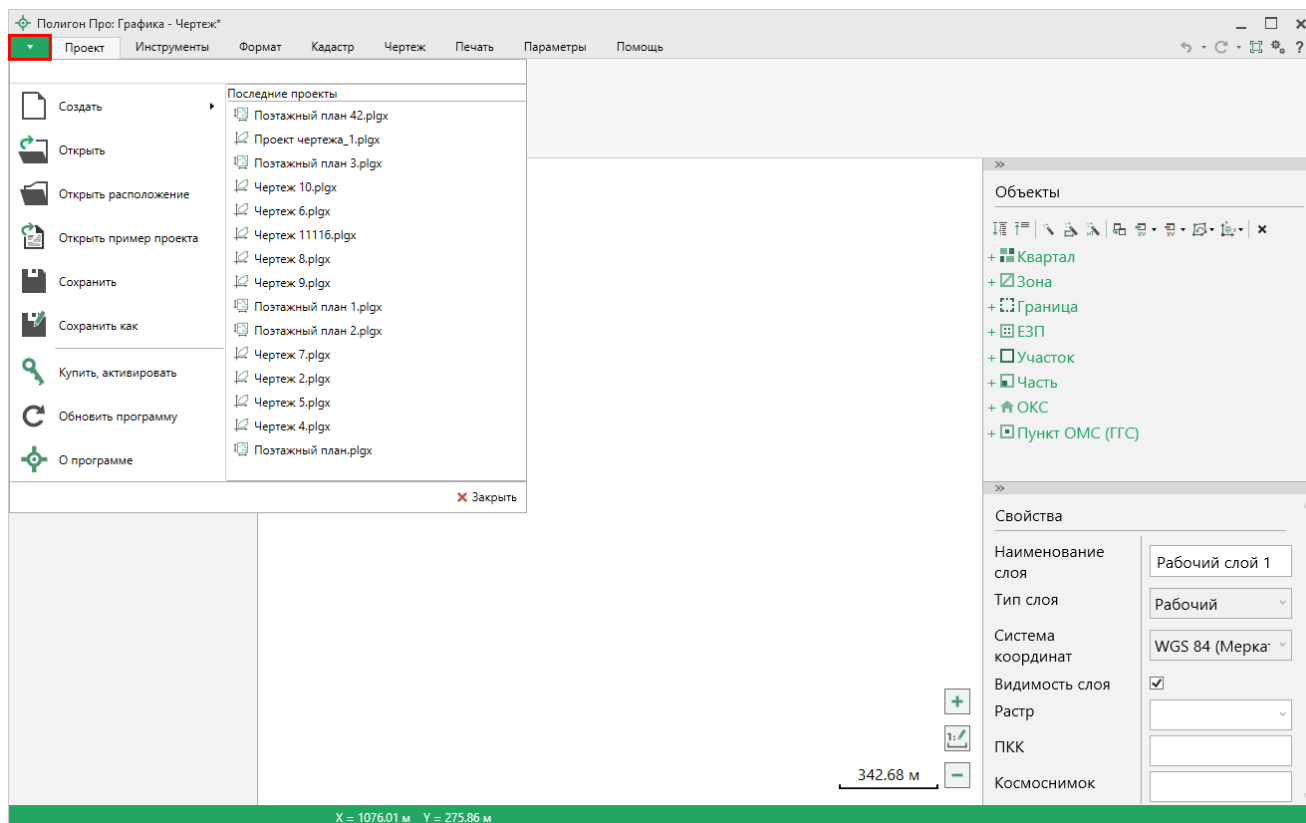 Полигон Про: Графика - Чертеж*
Проект Инструменты Формат Кадастр Чертеж Печать Параметры Помощь
Создать
Открыть
Открыть расположение
Открыть пример проекта
Сохранить
Сохранить как
Купить, активировать
Обновить программу
О программе
Последние проекты
Поэтажный план 42.plgx
Проект чертежа_1.plgx
Поэтажный план 3.plgx
Чертеж 10.plgx
Чертеж 6.plgx
Чертеж 11116.plgx
Чертеж 8.plgx
Чертеж 9.plgx
Поэтажный план 1.plgx
Поэтажный план 2.plgx
Чертеж 7.plgx
Чертеж 2.plgx
Чертеж 5.plgx
Чертеж 4.plgx
Поэтажный план.plgx
Закрыть
Объекты
+ Квартал
+ Зона
+ Граница
+ ЕЗП
+ Участок
+ Часть
+ ОКС
+ Пункт ОМС (ГГС)
Свойства
Наименование
слоя
Рабочий слой 1
Тип слоя
Рабочий
Система
координат
WGS 84 (Мерка
Видимость слоя
Растр
ПКК
Космоснимок
1:
342.68 м
X = 1076.01 м Y = 275.86 м